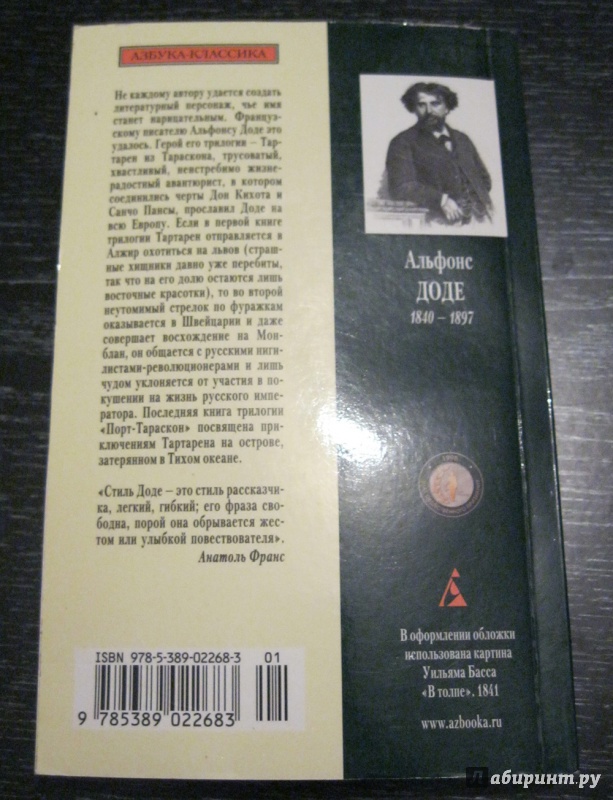 АЗБУКА-КЛАССИКА
Не каждому автору удается создать
литературный персонаж, чье имя
станет нарицательным. Француз-
скому писателю Альфонсу Доде это
удалось. Герой его трилогии – Тар-
тарен из Тараскона, трусоватый,
хвастливый, неистребимо жизне-
радостный авантюрист, в котором
соединились черты Дон Кихота и
Санчо Пансы, прославил Доде на
всю Европу. Если в первой книге
трилогии Тартарен отправляется в
Алжир охотиться на львов (страш-
ные хищники давно уже перебиты,
так что на его долю остаются лишь
восточные красотки), то во второй
неутомимый стрелок по фуражкам
оказывается в Швейцарии и даже
совершает восхождение на Мон-
блан, он общается с русскими ниги-
листами-революционерами и лишь
чудом уклоняется от участия в по-
кушении на жизнь русского импе-
ратора. Последняя книга трилогии
«Порт-Тараскон» посвящена при-
ключениям Тартарена на острове,
затерянном в Тихом океане.
«Стиль Доде – это стиль рассказчи-
ка, легкий, гибкий; его фраза сво-
бодна, порой она обрывается жес-
том или улыбкой повествователя».
Анатоль Франс
ISBN 978-5-389-02268-3
01
9 785389 022683
Альфонс
ДОДЕ
1840 – 1897
В оформлении обложки
использована картина
Уильяма Басса
«В толпе». 1841
www.azbooka.ru
Лабиринт.ру